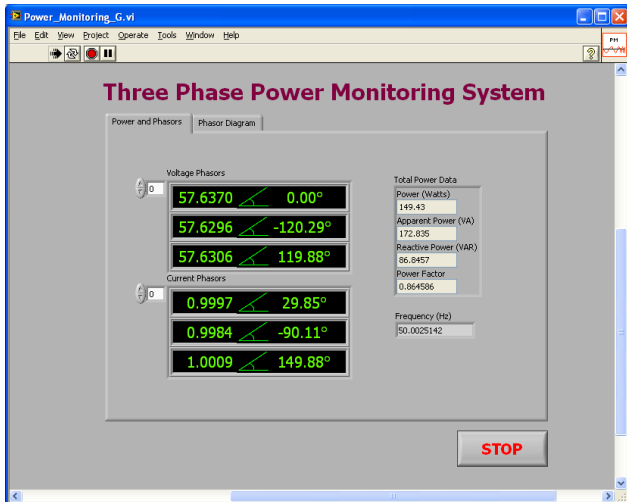 Power_Monitoring_G.vi
File Edit View Project Operate Tools Window Help
PM
?
Three Phase Power Monitoring System
Power and Phasors Phasor Diagram
Voltage Phasors
0
57.6370 0.00°
57.6296 -120.29°
57.6306 119.88°
Current Phasors
0
0.9997 29.85°
0.9984 -90.11°
1.0009 149.88°
Total Power Data
Power (Watts)
149.43
Apparent Power (VA)
172.835
Reactive Power (VAR)
86.8457
Power Factor
0.864586
Frequency (Hz)
50.0025142
STOP